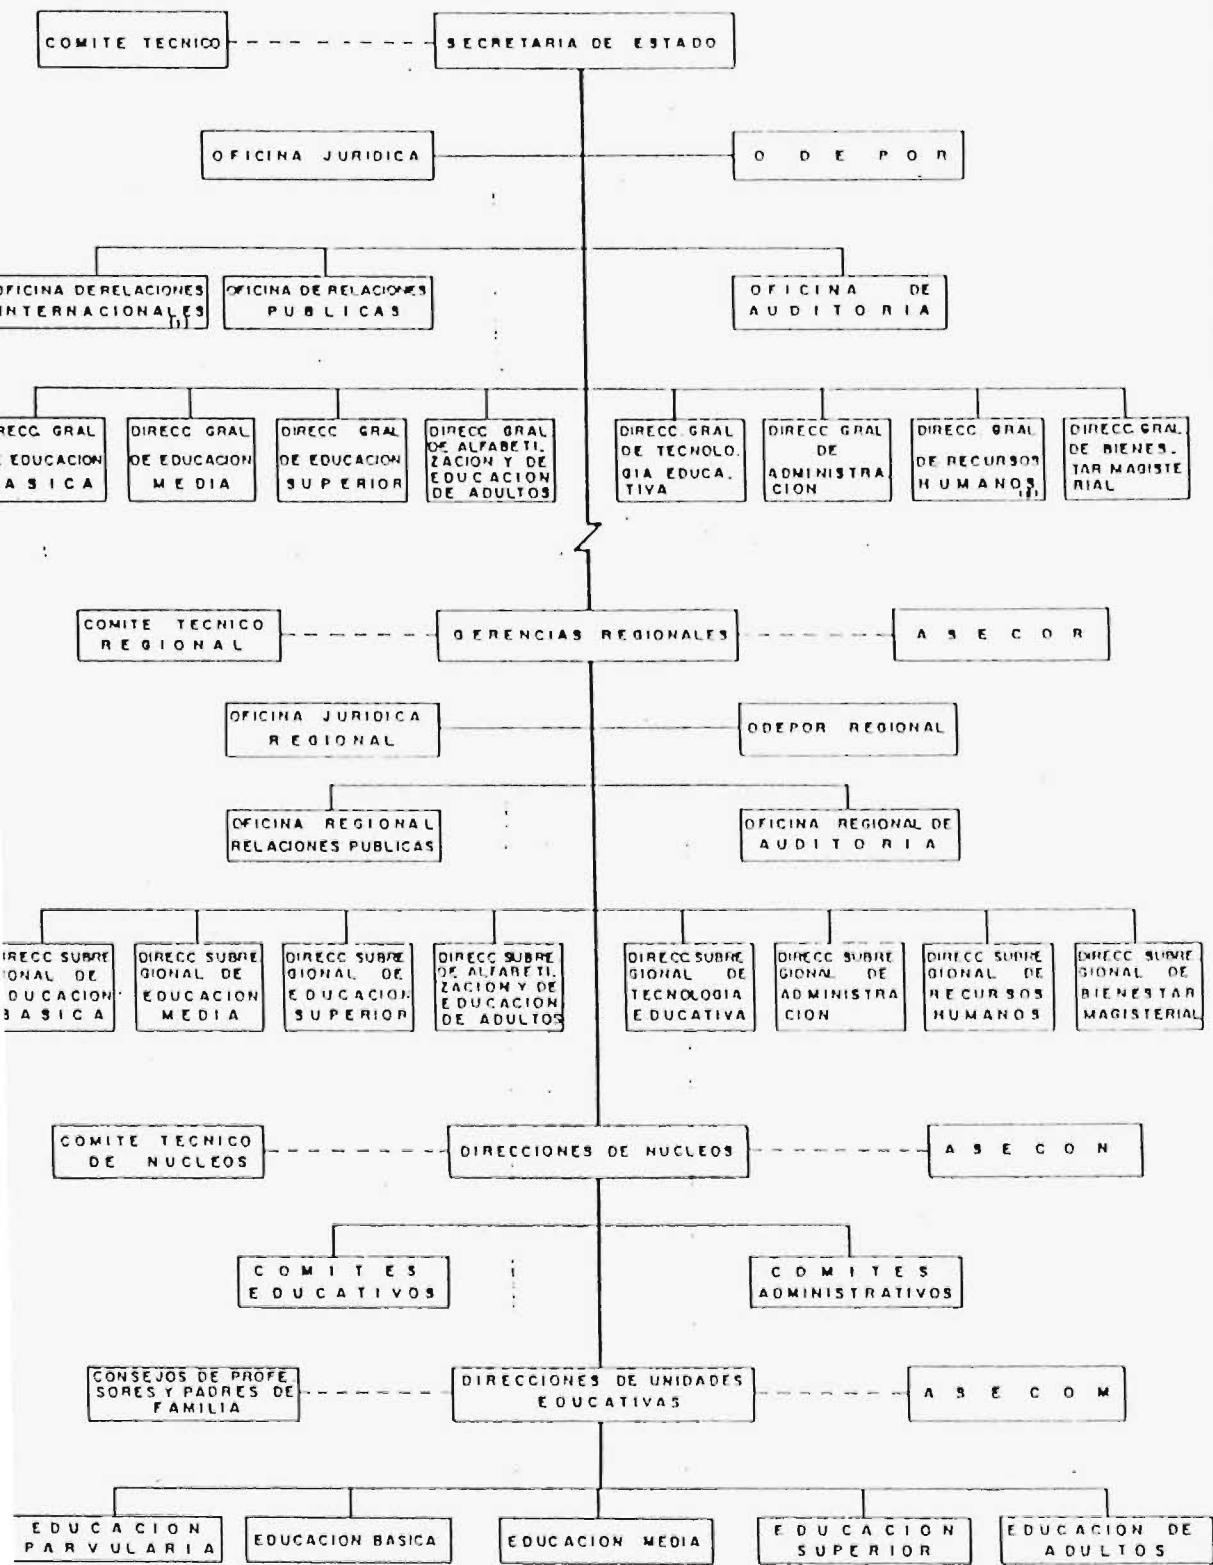 COMITE TECNICO
SECRETARIA DE ESTADO
OFICINA JURIDICA
O D E P O R
OFICINA DE RELACIONES
INTERNACIONALES
OFICINA DE RELACIONES
PUBLICAS
OFICINA DE
AUDITORIA
RECC. GRAL
E EDUCACION
ASICA
DIRECC GRAL
DE EDUCACION
MEDIA
DIRECC GRAL
DE EDUCACION
SUPERIOR
DIRECC GRAL
DE ALFABETI.
ZACION Y DE
EDUCACION
DE ADULTOS
DIRECC. GRAL
DE TECNOLO.
GIA EDUCA.
TIVA
DIRECC GRAL
DE
ADMINISTRA
CION
DIRECC. GRAL
DE RECURSOS
HUMANOS
DIRECC GRAL
DE BIENES.
TAR MAGISTE
RIAL
COMITE TECNICO
REGIONAL
GERENCIAS REGIONALES
A S E C O R
OFICINA JURIDICA
REGIONAL
ODEPOR REGIONAL
OFICINA REGIONAL
RELACIONES PUBLICAS
OFICINA REGIONAL DE
AUDITORIA
DIRECC SUBRE
IONAL DE
DUCACION
BASICA
DIRECC SUBRE
GIONAL DE
EDUCACION
MEDIA
DIRECC SUBRE
GIONAL DE
EDUCACION
SUPERIOR
DIRECC SUBRE
DE ALFABETI.
ZACION Y DE
EDUCACION
DE ADULTOS
DIRECC SUBRE
GIONAL DE
TECNOLOGIA
EDUCATIVA
DIRECC SUBRE
GIONAL DE
ADMINISTRA
CION
DIRECC SUBRE
GIONAL DE
RECURSOS
HUMANOS
DIRECC SUBRE
GIONAL DE
BIENESTAR
MAGISTERIAL
COMITE TECNICO
DE NUCLEOS
DIRECCIONES DE NUCLEOS
A S E C O N
COMITES
EDUCATIVOS
COMITES
ADMINISTRATIVOS
CONSEJOS DE PROFE.
SORES Y PADRES DE
FAMILIA
DIRECCIONES DE UNIDADES
EDUCATIVAS
A S E C O M
EDUCACION
PARVULARIA
EDUCACION BASICA
EDUCACION MEDIA
EDUCACION
SUPERIOR
EDUCACION DE
ADULTOS